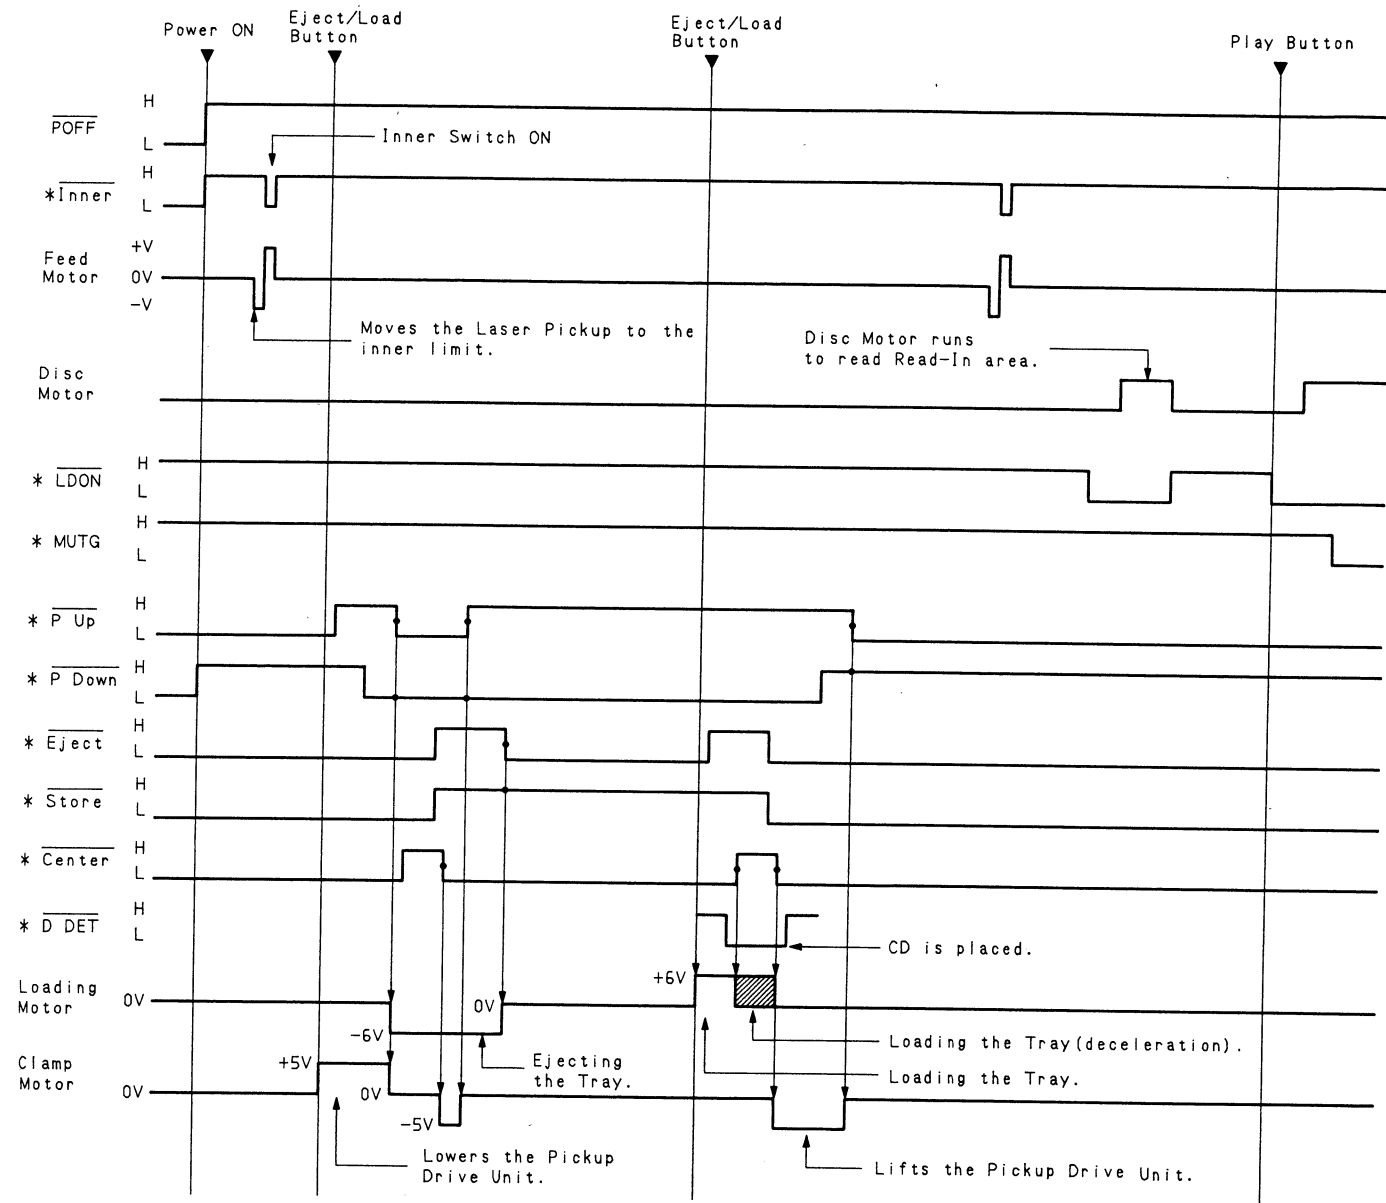 Power ON
Eject/Load
Button
Eject/Load
Button
Play Button
POFF
H
L
Inner Switch ON
*Inner
H
L
Feed
Motor
+V
0V
-V
Moves the Laser Pickup to the
inner limit.
Disc Motor runs
to read Read-In area.
Disc
Motor
* LDON
H
L
* MUTG
H
L
* P Up
H
L
* P Down
H
L
* Eject
H
L
* Store
H
L
* Center
H
L
* D DET
H
L
CD is placed.
Loading
Motor
0V
-6V
0V
+6V
Ejecting
the Tray.
Loading the Tray(deceleration).
Loading the Tray.
Clamp
Motor
0V
+5V
0V
-5V
Lowers the Pickup
Drive Unit.
Lifts the Pickup Drive Unit.